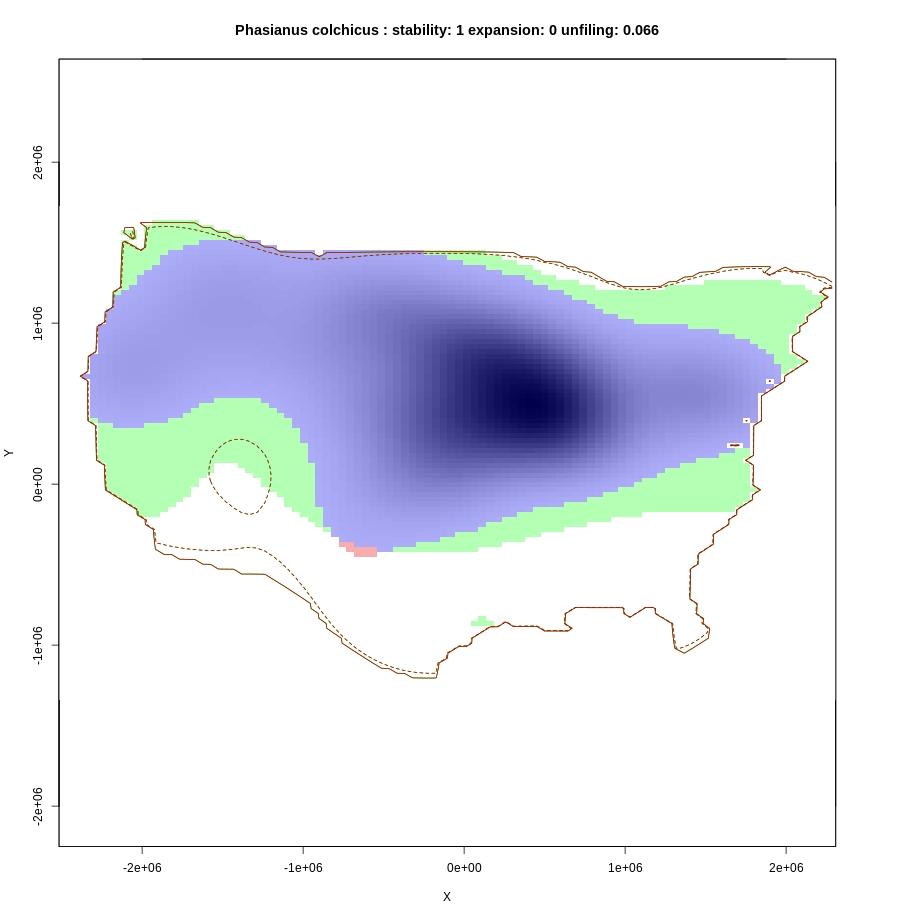 Phasianus colchicus : stability: 1 expansion: 0 unfiling: 0.066
2e+06
1e+06
0e+00
-1e+06
-2e+06
Y
-2e+06 -1e+06 0e+00 1e+06 2e+06
X